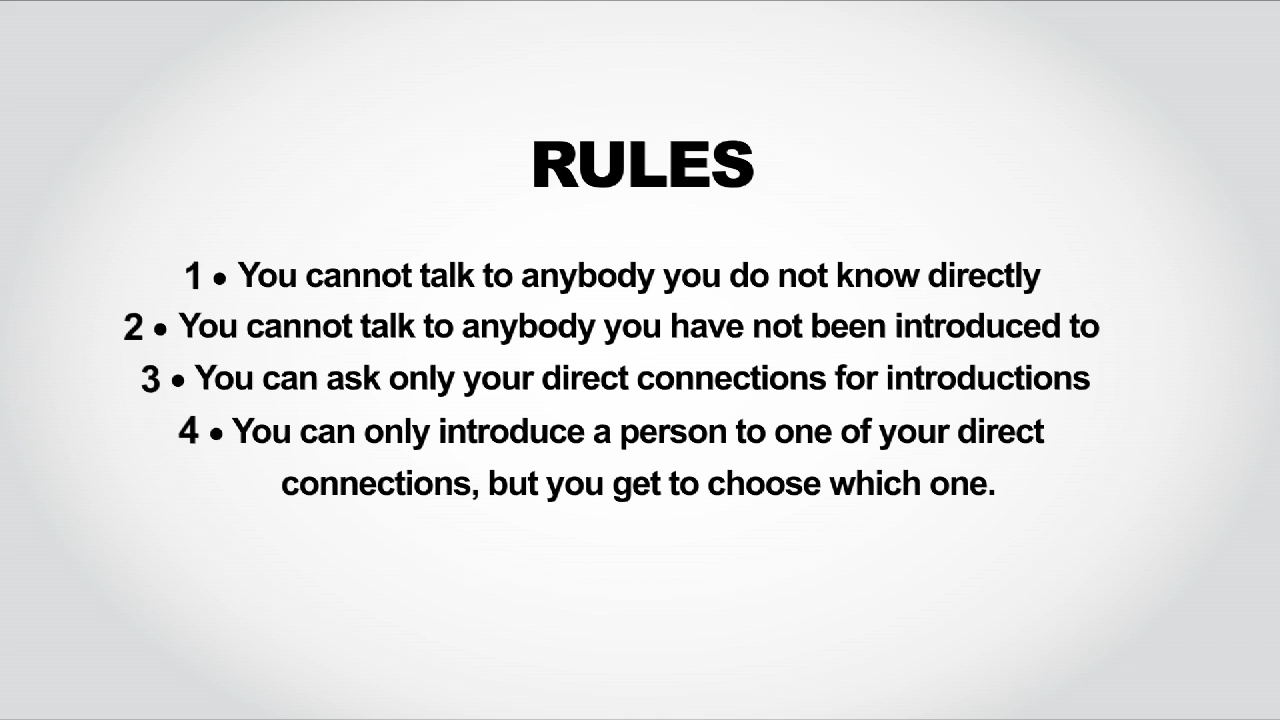 RULES
1 • You cannot talk to anybody you do not know directly
2 • You cannot talk to anybody you have not been introduced to
3 • You can ask only your direct connections for introductions
4 • You can only introduce a person to one of your direct
connections, but you get to choose which one.